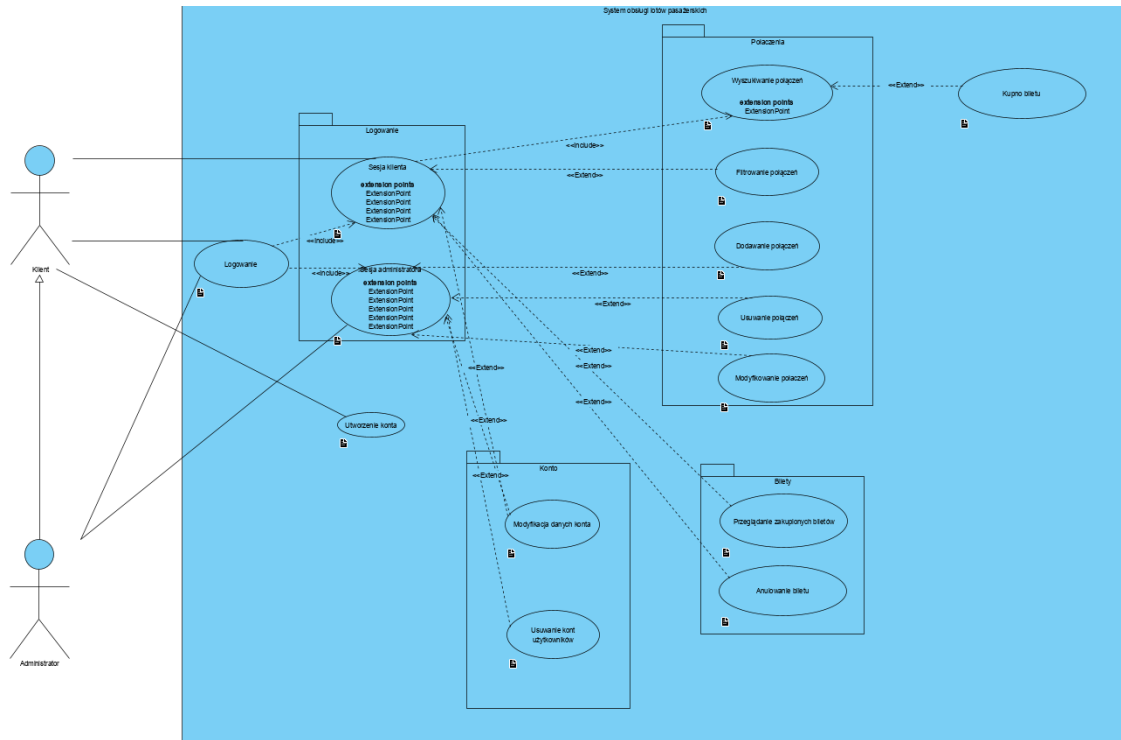 System obsługi lotów pasażerskich
Połaczenia
Wyszukiwanie połączeń
extension points
ExtensionPoint
<<Extend>>
Kupno biletu
Logowanie
<<Include>>
Sesja klienta
extension points
ExtensionPoint
ExtensionPoint
ExtensionPoint
ExtensionPoint
<<Extend>>
Filtrowanie połączeń
<<Include>>
Dodawanie połączeń
Klient
Logowanie
<<Include>>
Sesja administratora
extension points
ExtensionPoint
ExtensionPoint
ExtensionPoint
ExtensionPoint
ExtensionPoint
<<Extend>>
<<Extend>>
Usuwanie połączeń
<<Extend>>
<<Extend>>
<<Extend>>
Modyfikowanie połaczeń
<<Extend>>
<<Extend>>
Utworzenie konta
Konto
<<Extend>>
Bilety
Modyfikacja danych konta
Przeglądanie zakupionych biletów
Anulowanie biletu
Usuwanie kont
użytkowników
Administrator